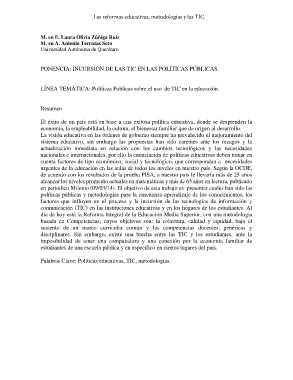 Las reformas educativas, metodologías y las TIC.
M. en E. Laura Olivia Zúñiga Ruiz
M. en A. Antonio Terrazas Soto
Universidad Autónoma de Querétaro
PONENCIA: INCURSIÓN DE LAS TIC EN LAS POLÍTICAS PÚBLICAS.
LÍNEA TEMÁTICA: Políticas Publicas sobre el uso de TIC en la educación.
Resumen
El éxito de un país está en base a una exitosa política educativa, donde se desprenden la
economía, la empleabilidad, la cultura, el bienestar familiar que da origen al desarrollo.
La visión educativa en los órdenes de gobierno siempre ha prevalecido el mejoramiento del
sistema educativo, sin embargo las propuestas han sido carentes ante los rezagos y la
actualización inmediata en relación con los cambios tecnológicos y las necesidades
nacionales e internacionales, por ello la enunciación de políticas educativas deben tomar en
cuenta factores de tipo económico, social y tecnológico, que correspondan a necesidades
urgentes de la educación en las aulas de todos los niveles en nuestro país. Según la OCDE,
de acuerdo con los resultados de la prueba PISA, a nuestro país le llevaría más de 25 años
alcanzar los niveles promedio actuales en matemáticas y más de 65 años en lectura, publicado
en periódico Milenio (09/03/14). El objetivo de este trabajo es presentar cuales han sido las
políticas públicas y metodologías para la enseñanza aprendizaje de los conocimientos, los
factores que influyen en el proceso y la incursión de las tecnologías de información y
comunicación (TIC) en las instituciones educativas y en los hogares de los estudiantes. Al
día de hoy está la Reforma Integral de la Educación Media Superior, con una metodología
basada en Competencias, cuyos objetivos son: la cobertura, calidad y equidad, bajo el
sustento de un marco curricular común y las competencias docentes, genéricas y
disciplinares. Sin embargo, existe una brecha entre las TIC y los estudiantes, ante la
imposibilidad de tener una computadora y una conexión por la economía familiar de
estudiantes de una escuela pública y en específico en ciertos lugares del país.
Palabras Clave: Políticas educativas, TIC, metodologías.